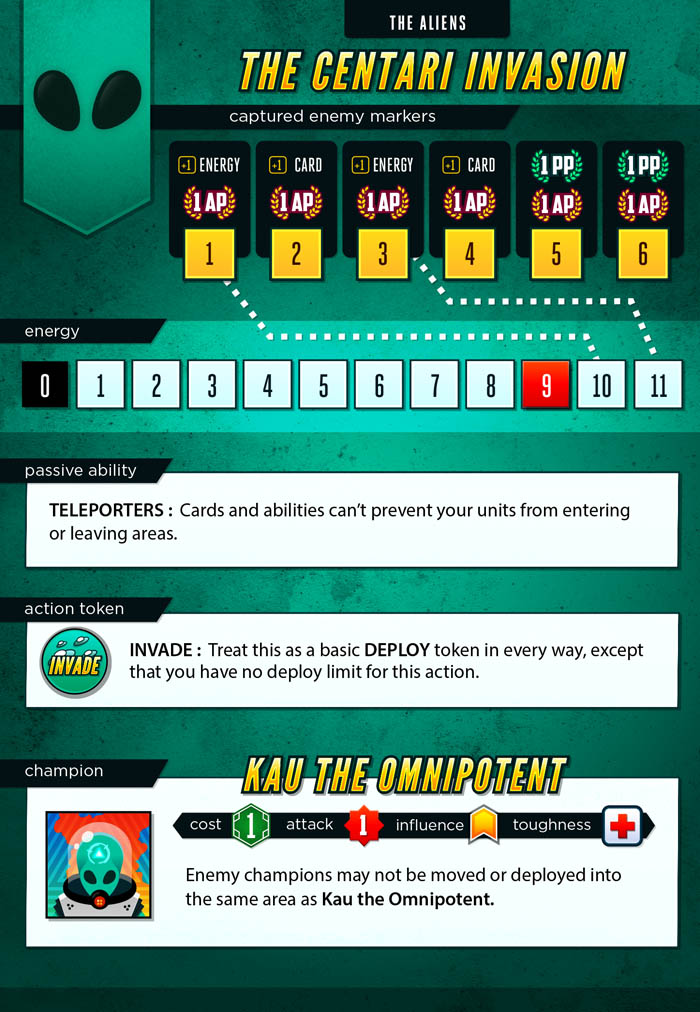 THE ALIENS
THE CENTARI INVASION
captured enemy markers
+1 ENERGY +1 CARD +1 ENERGY +1 CARD 1 PP 1 PP
1 AP 1 AP 1 AP 1 AP 1 AP 1 AP
1 2 3 4 5 6
energy
0 1 2 3 4 5 6 7 8 9 10 11
passive ability
TELEPORTERS : Cards and abilities can’t prevent your units from entering
or leaving areas.
action token
INVADE
INVADE : Treat this as a basic DEPLOY token in every way, except
that you have no deploy limit for this action.
champion
KAU THE OMNIPOTENT
cost 1 attack 1 influence toughness
Enemy champions may not be moved or deployed into
the same area as Kau the Omnipotent.